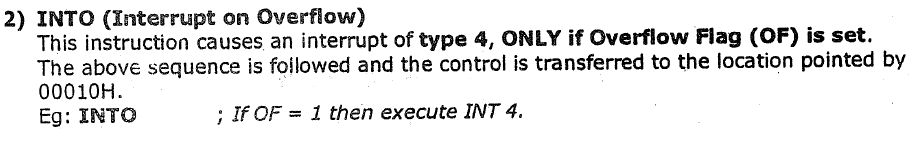 2) INTO (Interrupt on Overflow)
This instruction causes an interrupt of type 4, ONLY if Overflow Flag (OF) is set.
The above sequence is followed and the control is transferred to the location pointed by
00010H.
Eg: INTO ; If OF = 1 then execute INT 4.